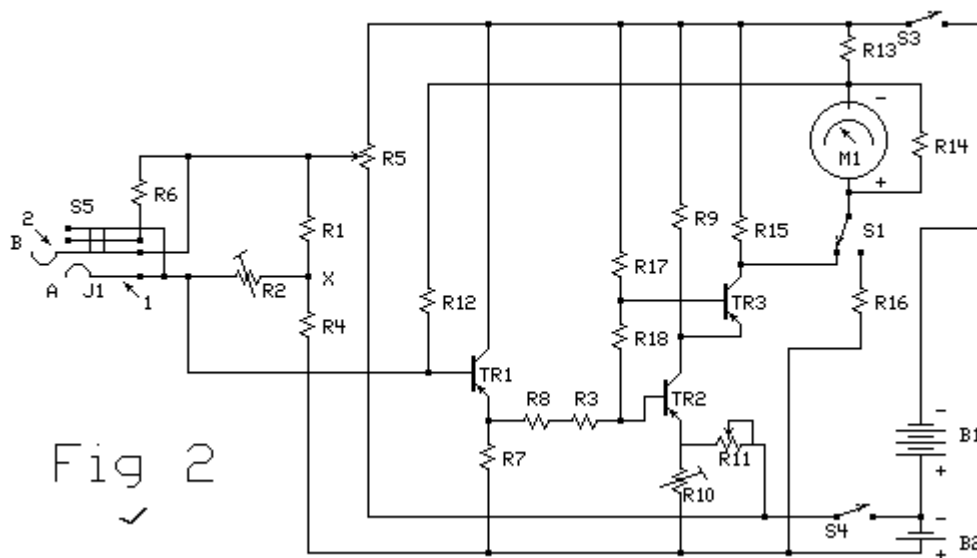 S3
R13
-
M1
+
R14
R5
R6
S5
2
B
A
J1
1
R2
R1
X
R4
R12
R17
R9
R15
S1
R16
R18
TR3
TR1
R8
R3
TR2
R7
R11
R10
-
B1
+
S4
-
B2
+
Fig 2